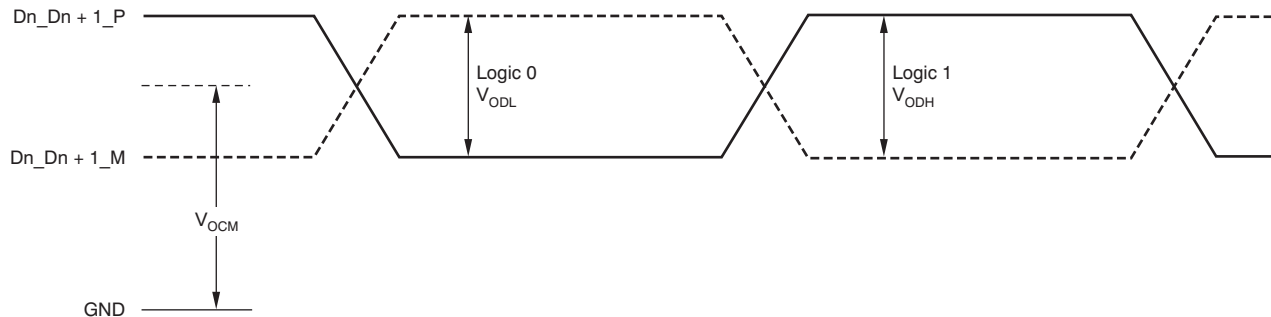 Dn_Dn + 1_P
Logic 0
V_ODL
Logic 1
V_ODH
Dn_Dn + 1_M
V_OCM
GND